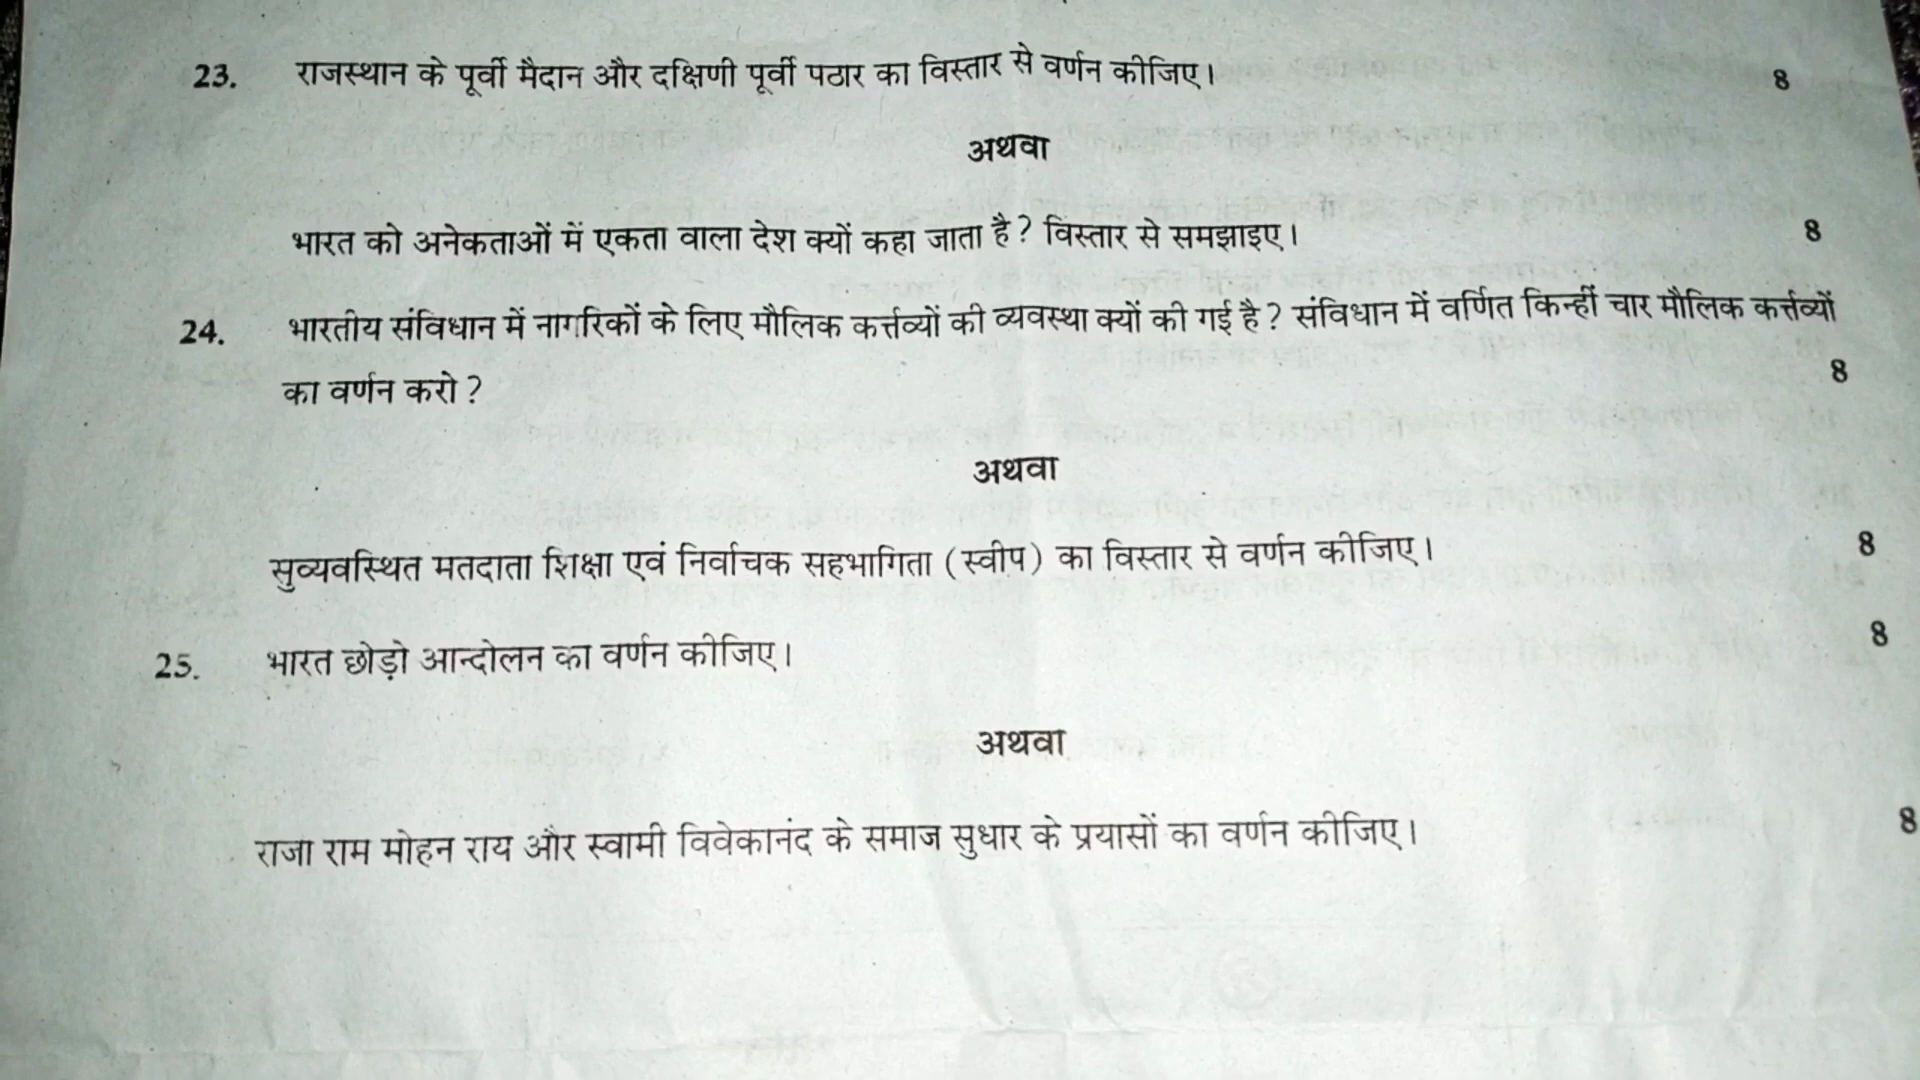 23. राजस्थान के पूर्वी मैदान और दक्षिणी पूर्वी पठार का विस्तार से वर्णन कीजिए। 8
अथवा
भारत को अनेकताओं में एकता वाला देश क्यों कहा जाता है? विस्तार से समझाइए। 8
24. भारतीय संविधान में नागरिकों के लिए मौलिक कर्त्तव्यों की व्यवस्था क्यों की गई है? संविधान में वर्णित किन्हीं चार मौलिक कर्त्तव्यों
का वर्णन करो? 8
अथवा
सुव्यवस्थित मतदाता शिक्षा एवं निर्वाचक सहभागिता (स्वीप) का विस्तार से वर्णन कीजिए। 8
25. भारत छोड़ो आन्दोलन का वर्णन कीजिए। 8
अथवा
राजा राम मोहन राय और स्वामी विवेकानंद के समाज सुधार के प्रयासों का वर्णन कीजिए। 8